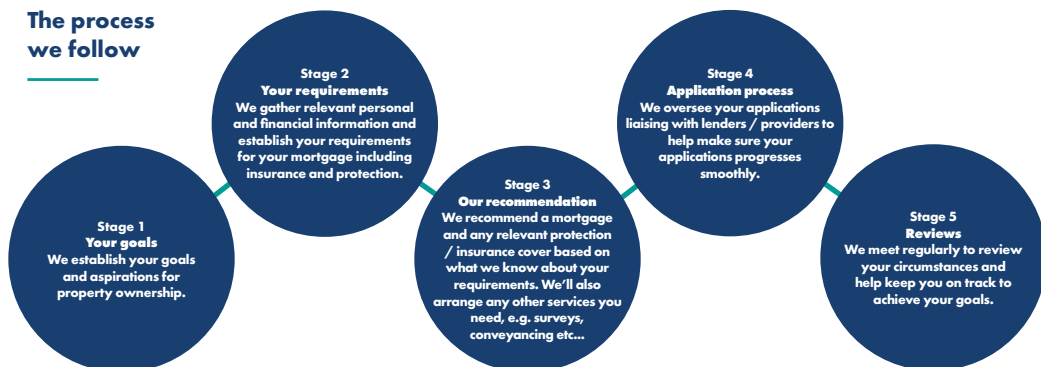 The process
we follow
Stage 1
Your goals
We establish your goals
and aspirations for
property ownership.
Stage 2
Your requirements
We gather relevant personal
and financial information and
establish your requirements
for your mortgage including
insurance and protection.
Stage 3
Our recommendation
We recommend a mortgage
and any relevant protection
/ insurance cover based on
what we know about your
requirements. We'll also
arrange any other services you
need, e.g. surveys,
conveyancing etc...
Stage 4
Application process
We oversee your applications
liaising with lenders / providers to
help make sure your
applications progresses
smoothly.
Stage 5
Reviews
We meet regularly to review
your circumstances and
help keep you on track to
achieve your goals.